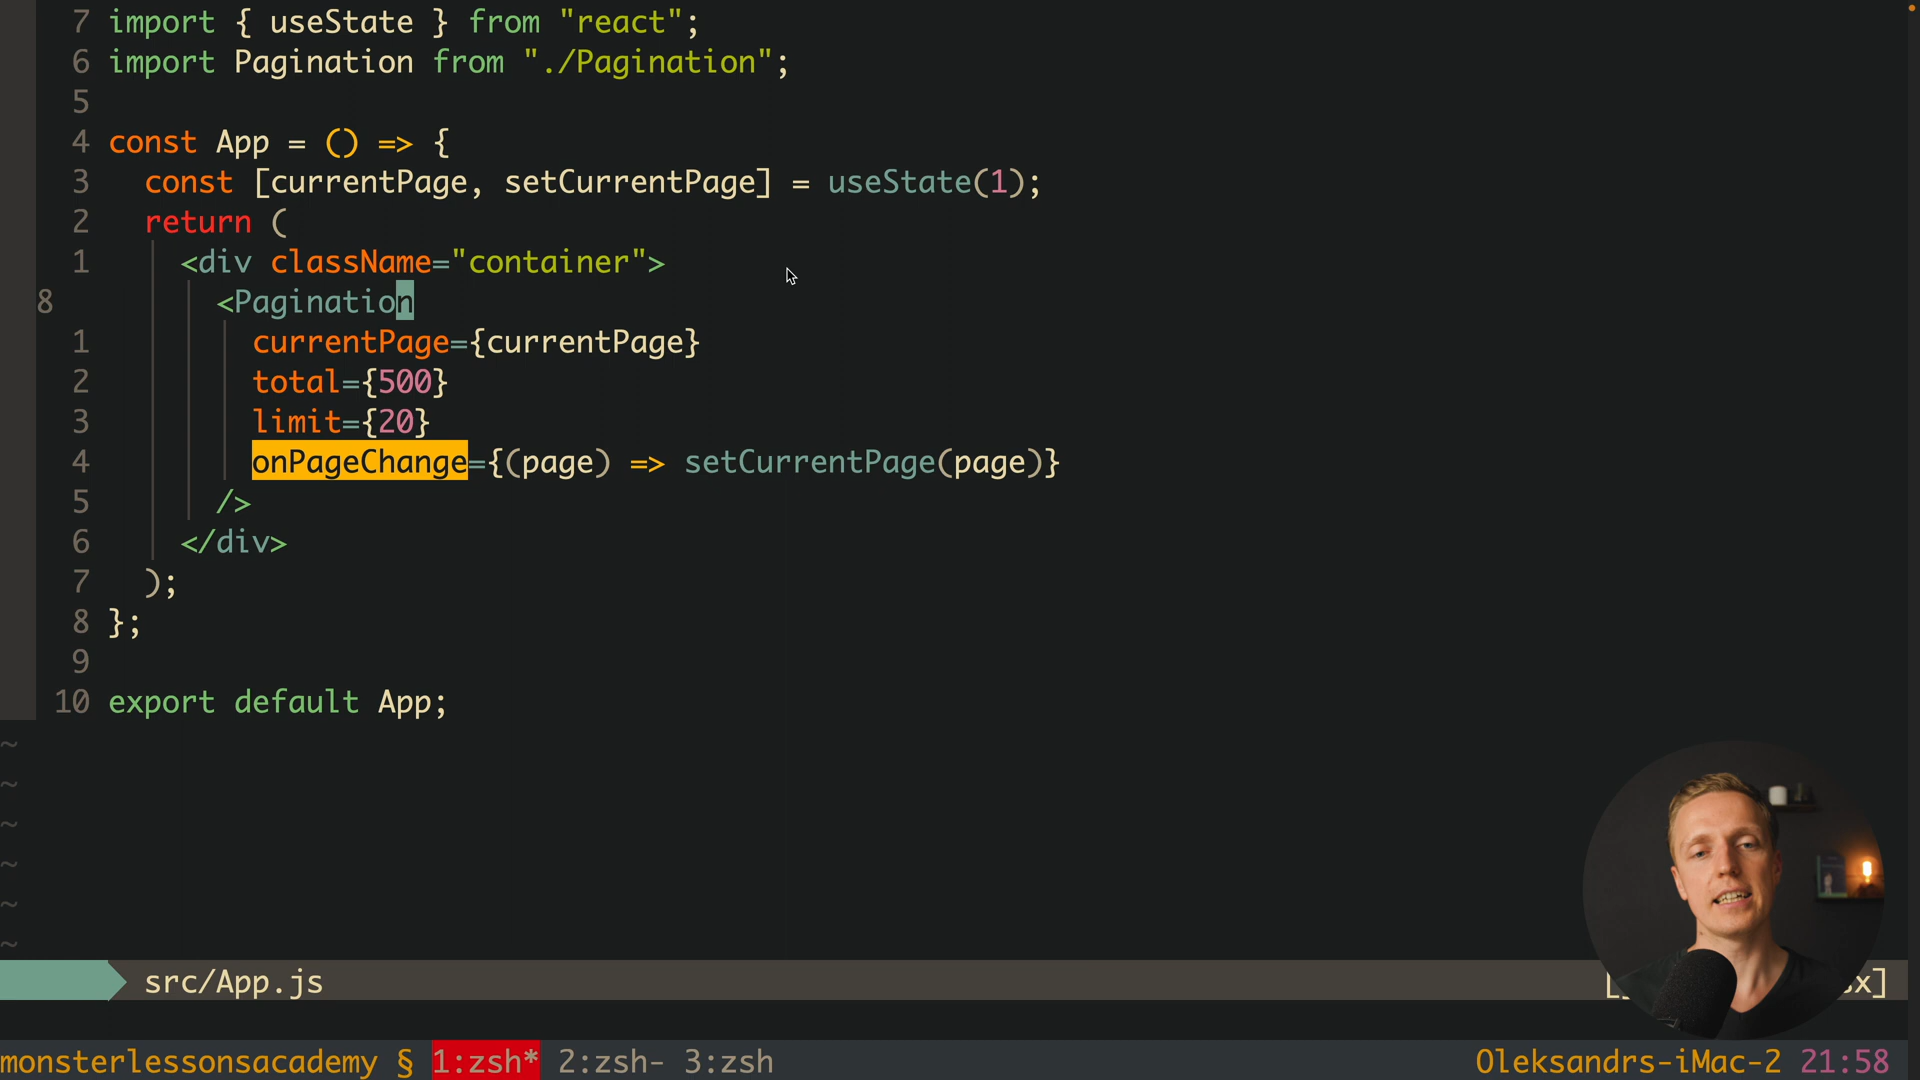 7 import { useState } from "react";
6 import Pagination from "./Pagination";
5
4 const App = () => {
3 const [currentPage, setCurrentPage] = useState(1);
2 return (
1 <div className="container">
8 <Pagination
1 currentPage={currentPage}
2 total={500}
3 limit={20}
4 onPageChange={(page) => setCurrentPage(page)}
5 />
6 </div>
7 );
8 };
9
10 export default App;
~
~
~
~
~
~
src/App.js
monsterlessonsacademy § 1:zsh* 2:zsh- 3:zsh Oleksandrs-iMac-2 21:58